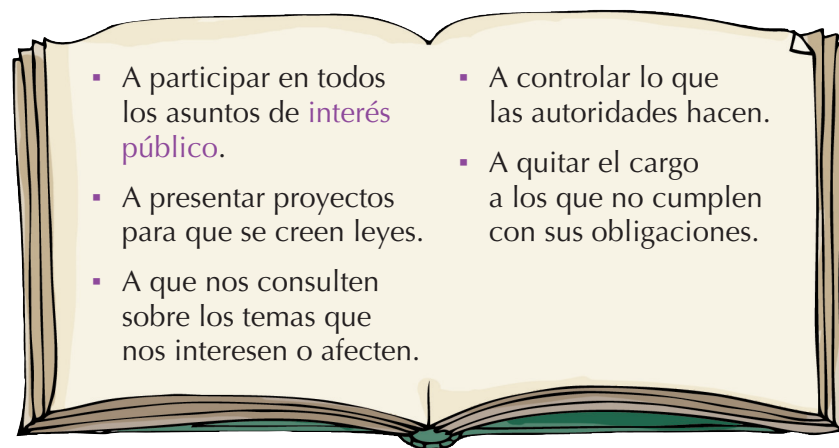 ▪ A participar en todos
los asuntos de interés
público.
▪ A presentar proyectos
para que se creen leyes.
▪ A que nos consulten
sobre los temas que
nos interesen o afecten.
▪ A controlar lo que
las autoridades hacen.
▪ A quitar el cargo
a los que no cumplen
con sus obligaciones.